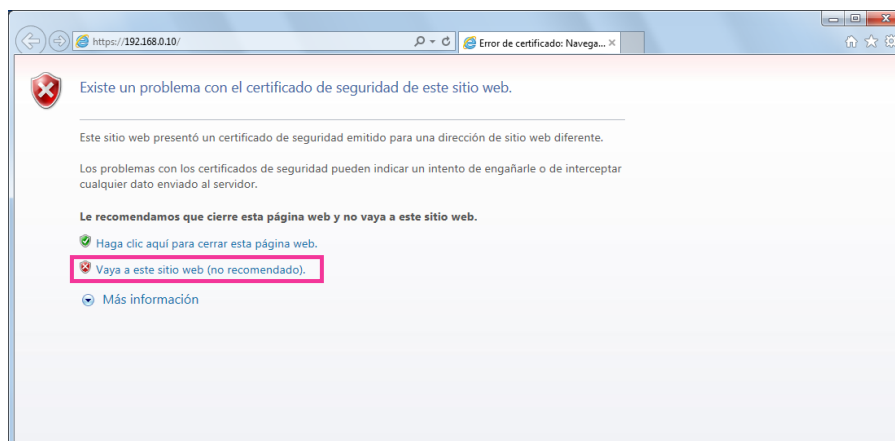 https://192.168.0.10/
Error de certificado: Navega...
Existe un problema con el certificado de seguridad de este sitio web.
Este sitio web presentó un certificado de seguridad emitido para una dirección de sitio web diferente.
Los problemas con los certificados de seguridad pueden indicar un intento de engañarle o de interceptar
cualquier dato enviado al servidor.
Le recomendamos que cierre esta página web y no vaya a este sitio web.
Haga clic aquí para cerrar esta página web.
Vaya a este sitio web (no recomendado).
Más información